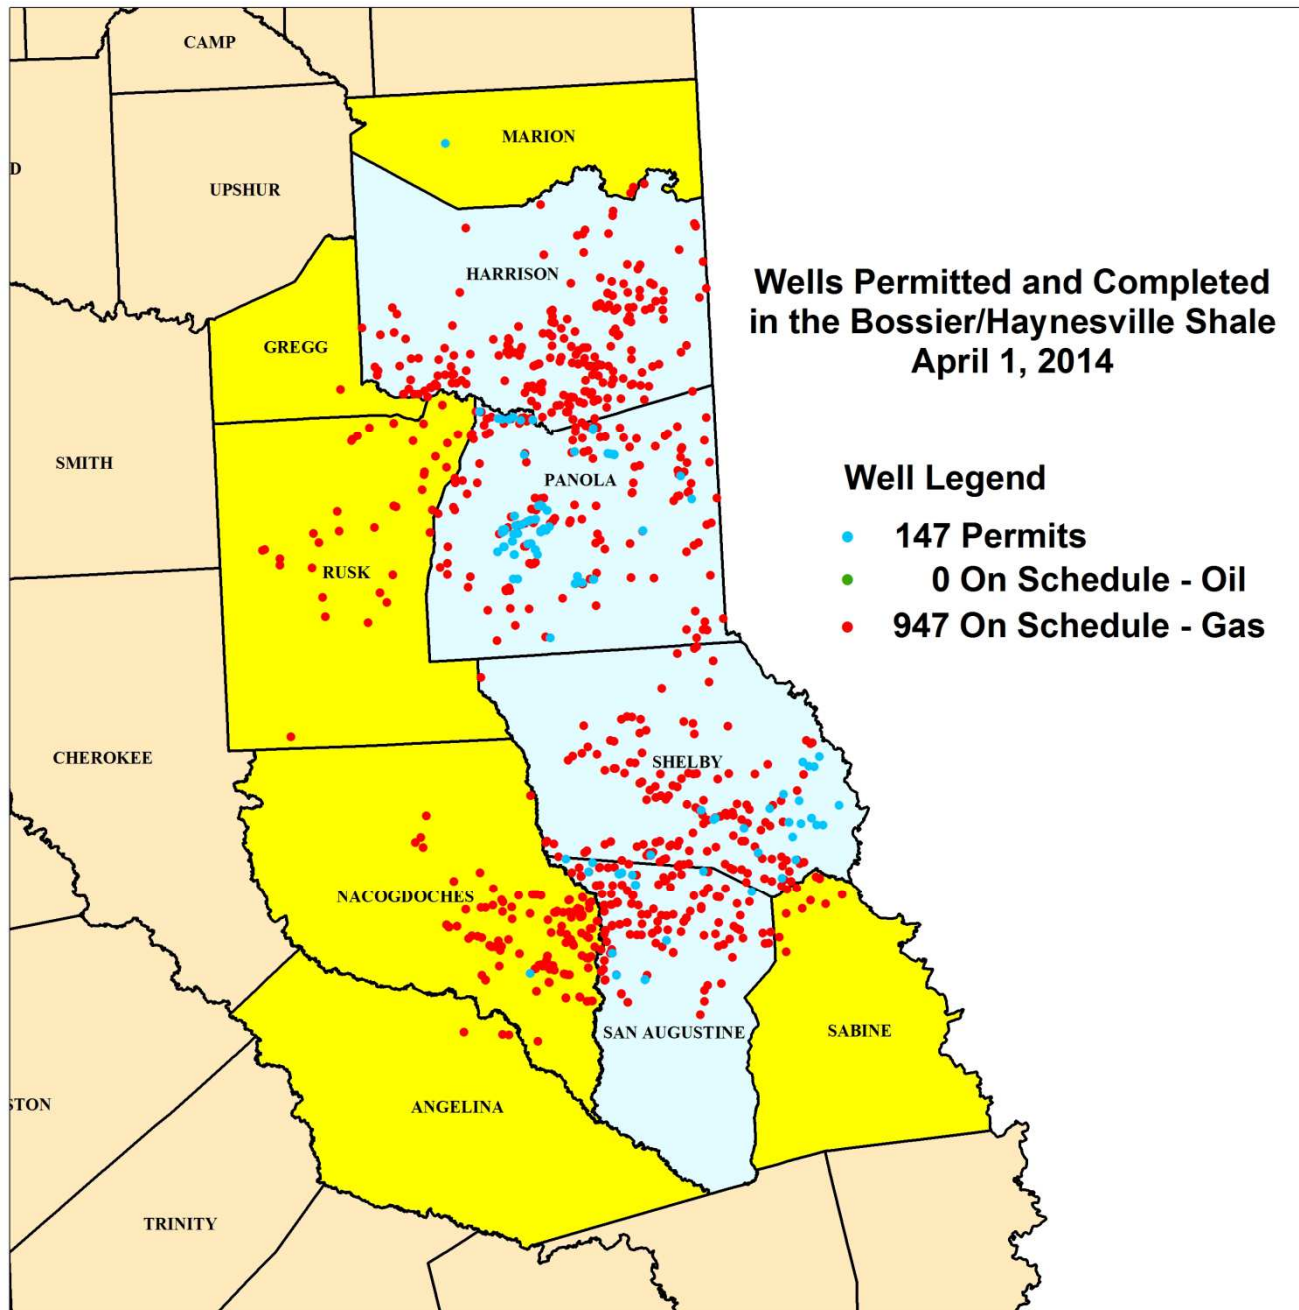 CAMP
MARION
D
UPSHUR
HARRISON
Wells Permitted and Completed
in the Bossier/Haynesville Shale
April 1, 2014
GREGG
SMITH
PANOLA
Well Legend
147 Permits
0 On Schedule - Oil
947 On Schedule - Gas
RUSK
CHEROKEE
SHELBY
NACOGDOCHES
SAN AUGUSTINE
SABINE
STON
ANGELINA
TRINITY